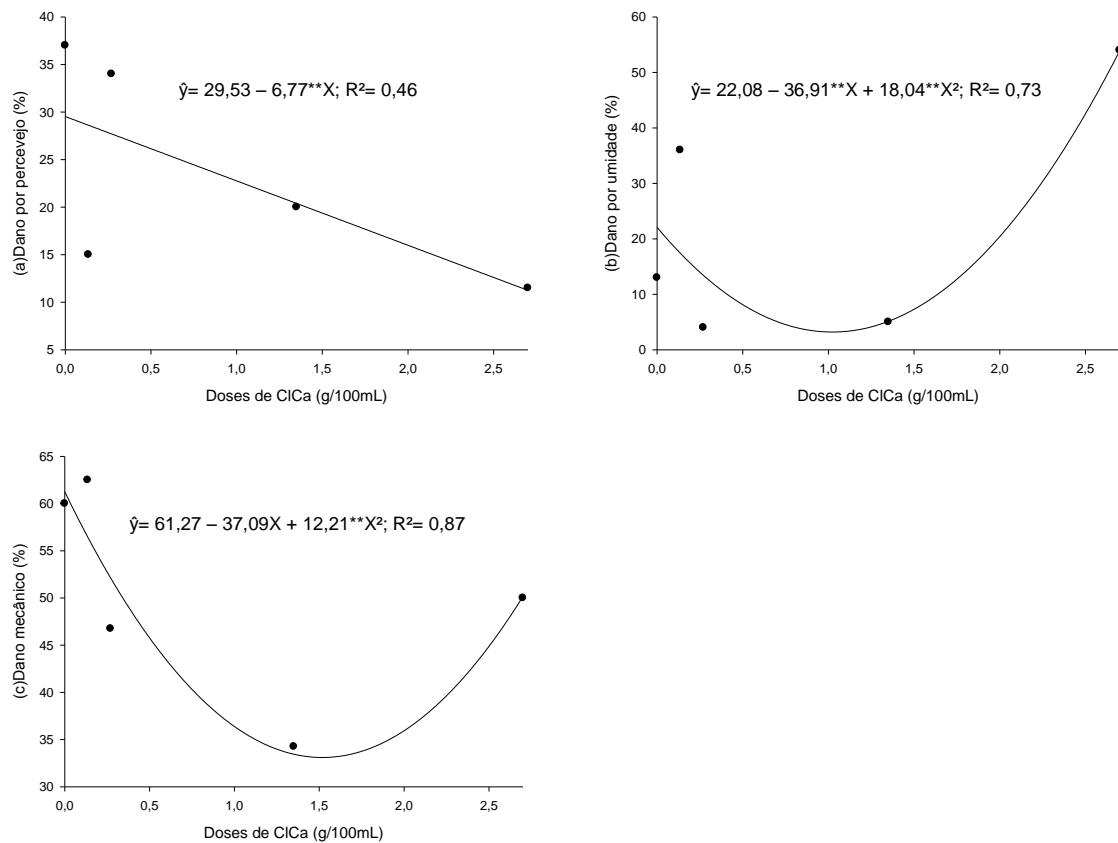 40
35
30
25
20
15
10
5
(a)Dano por percevejo (%)
ŷ= 29,53 – 6,77**X; R²= 0,46
0,0 0,5 1,0 1,5 2,0 2,5
Doses de ClCa (g/100mL)
60
50
40
30
20
10
0
(b)Dano por umidade (%)
ŷ= 22,08 – 36,91**X + 18,04**X²; R²= 0,73
0,0 0,5 1,0 1,5 2,0 2,5
Doses de ClCa (g/100mL)
65
60
55
50
45
40
35
30
(c)Dano mecânico (%)
ŷ= 61,27 – 37,09X + 12,21**X²; R²= 0,87
0,0 0,5 1,0 1,5 2,0 2,5
Doses de ClCa (g/100mL)